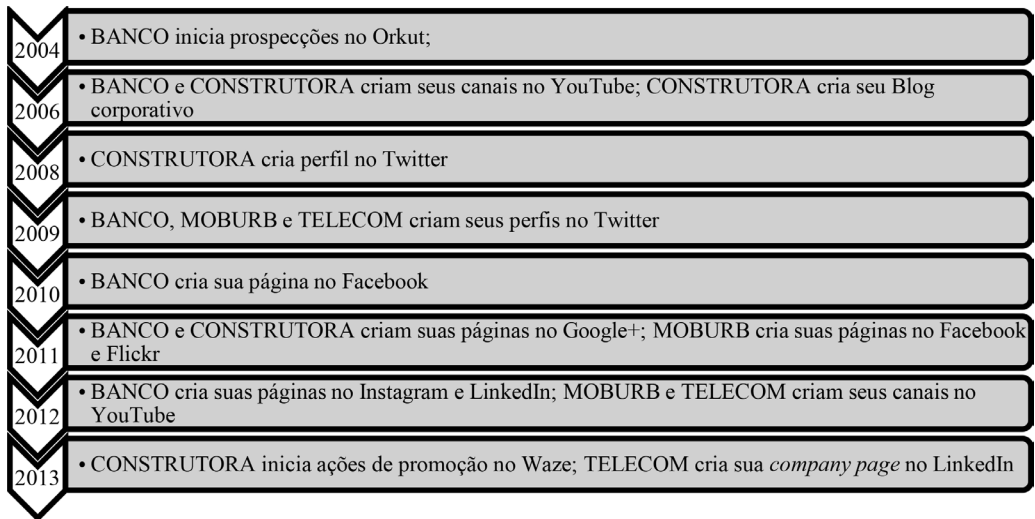 2004
• BANCO inicia prospecções no Orkut;
2006
• BANCO e CONSTRUTORA criam seus canais no YouTube; CONSTRUTORA cria seu Blog
corporativo
2008
• CONSTRUTORA cria perfil no Twitter
2009
• BANCO, MOBURB e TELECOM criam seus perfis no Twitter
2010
• BANCO cria sua página no Facebook
2011
• BANCO e CONSTRUTORA criam suas páginas no Google+; MOBURB cria suas páginas no Facebook
e Flickr
2012
• BANCO cria suas páginas no Instagram e LinkedIn; MOBURB e TELECOM criam seus canais no
YouTube
2013
• CONSTRUTORA inicia ações de promoção no Waze; TELECOM cria sua company page no LinkedIn